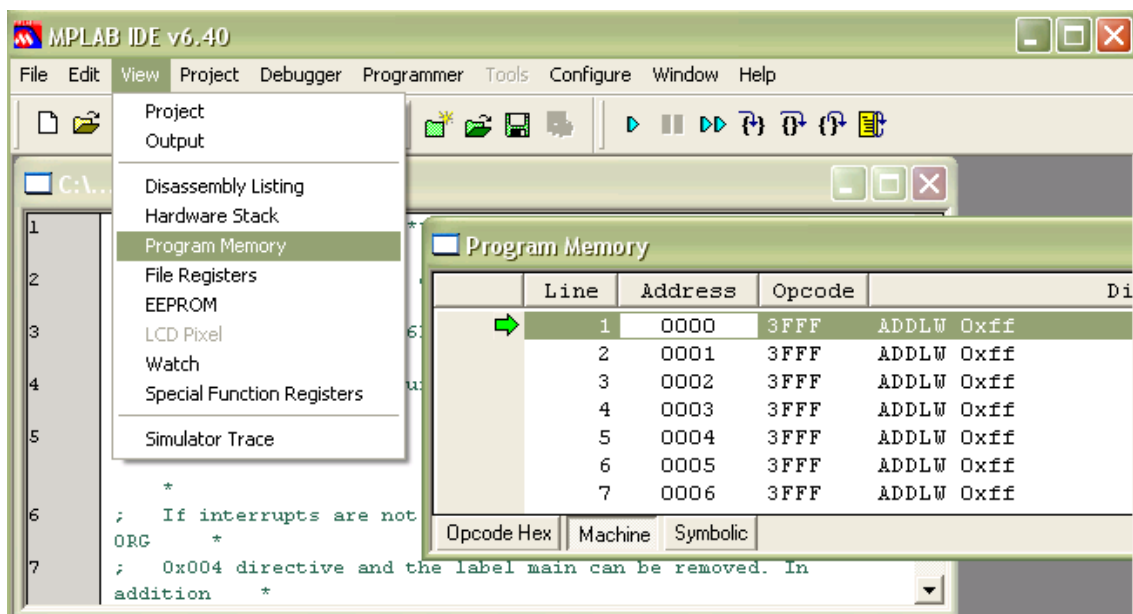 MPLAB IDE v6.40
File Edit View Project Debugger Programmer Tools Configure Window Help
Project
Output
C:\...
Disassembly Listing
Hardware Stack
Program Memory
File Registers
EEPROM
LCD Pixel
Watch
Special Function Registers
Simulator Trace
1
2
3
4
5
*
6 ; If interrupts are not
ORG *
7 ; 0x004 directive and the label main can be removed. In
addition *
Program Memory
Line Address Opcode Di
1 0000 3FFF ADDLW 0xff
2 0001 3FFF ADDLW 0xff
3 0002 3FFF ADDLW 0xff
4 0003 3FFF ADDLW 0xff
5 0004 3FFF ADDLW 0xff
6 0005 3FFF ADDLW 0xff
7 0006 3FFF ADDLW 0xff
Opcode Hex Machine Symbolic